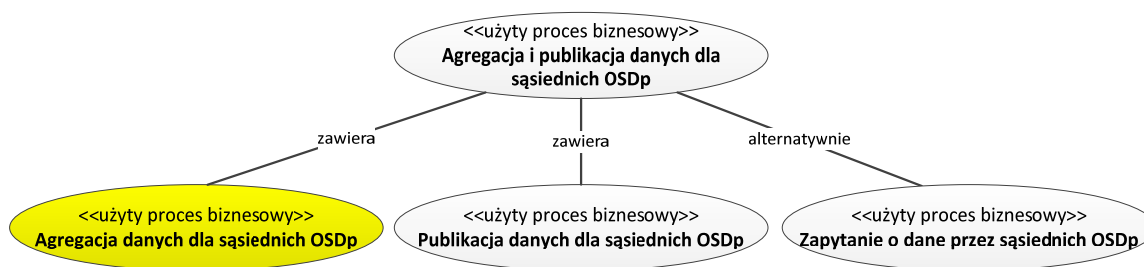 <<użyty proces biznesowy>>
Agregacja i publikacja danych dla
sąsiednich OSDp
zawiera
zawiera
alternatywnie
<<użyty proces biznesowy>>
Agregacja danych dla sąsiednich OSDp
<<użyty proces biznesowy>>
Publikacja danych dla sąsiednich OSDp
<<użyty proces biznesowy>>
Zapytanie o dane przez sąsiednich OSDp